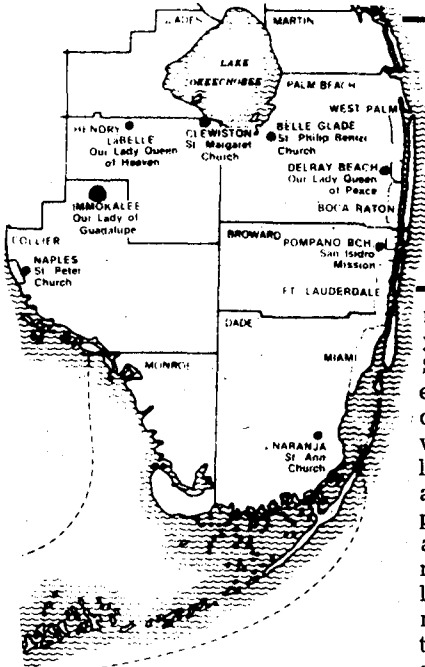 GLADES
MARTIN
LAKE
OKEECHOBEE
PALM BEACH
WEST PALM
HENDRY
LaBELLE
Our Lady Queen
of Heaven
CLEWISTON
St Margaret
Church
BELLE GLADE
St Philip Benizi
Church
DELRAY BEACH
Our Lady Queen
of Peace
BOCA RATON
IMMOKALEE
Our Lady of
Guadalupe
COLLIER
BROWARD
POMPANO BCH.
San Isidro
Mission
NAPLES
St Peter
Church
FT. LAUDERDALE
DADE
MIAMI
MONROE
NARANJA
St Ann
Church